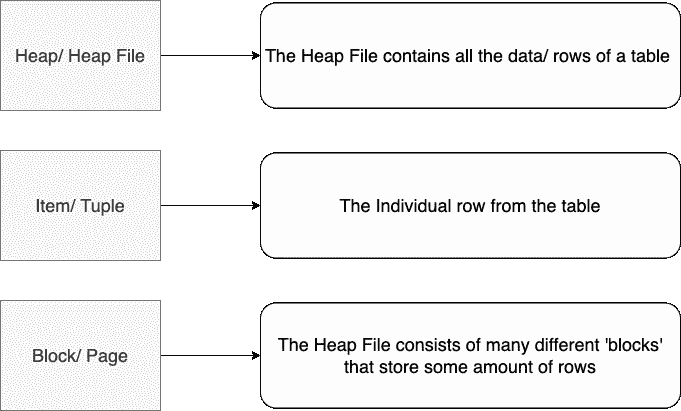 Heap/ Heap File
The Heap File contains all the data/ rows of a table
Item/ Tuple
The Individual row from the table
Block/ Page
The Heap File consists of many different 'blocks'
that store some amount of rows